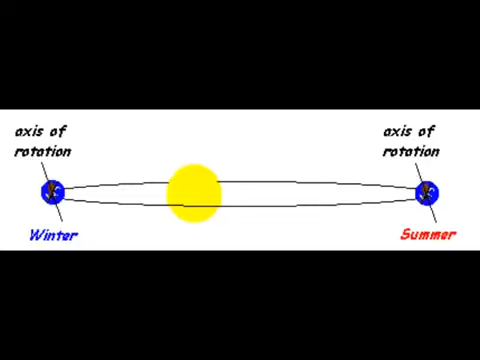 axis of
rotation
axis of
rotation
Winter
Summer